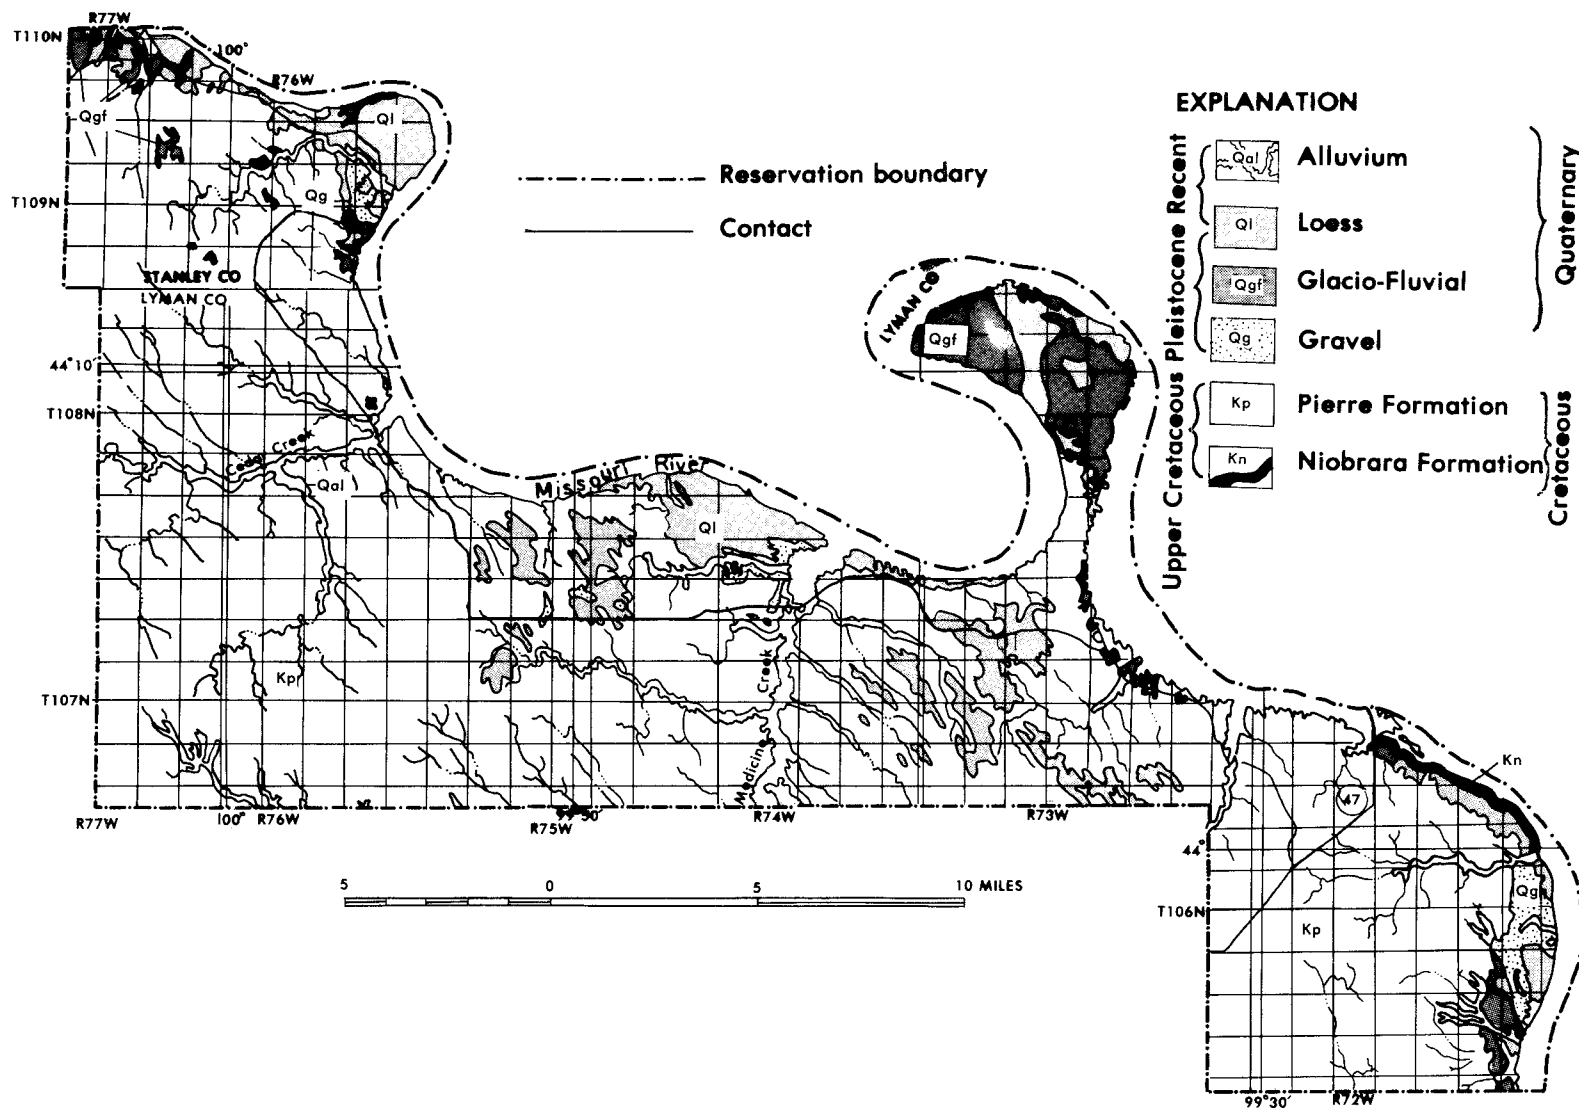 R77W
T110N
100°
R76W
Qgf
Ql
Qg
T109N
STANLEY CO
LYMAN CO
44°10'
T108N
Cedar Creek
Qal
Missouri River
Ql
Kp
T107N
Medicine Creek
LYMAN CO
Qgf
Reservation boundary
Contact
EXPLANATION
Qal Alluvium
Ql Loess
Qgf Glacio-Fluvial
Qg Gravel
Kp Pierre Formation
Kn Niobrara Formation
Upper Cretaceous Pleistocene Recent
Quaternary
Cretaceous
Kn
47
R77W
100°
R76W
99°50'
R75W
R74W
R73W
44°
Qg
T106N
Kp
5 0 5 10 MILES
99°30'
R72W